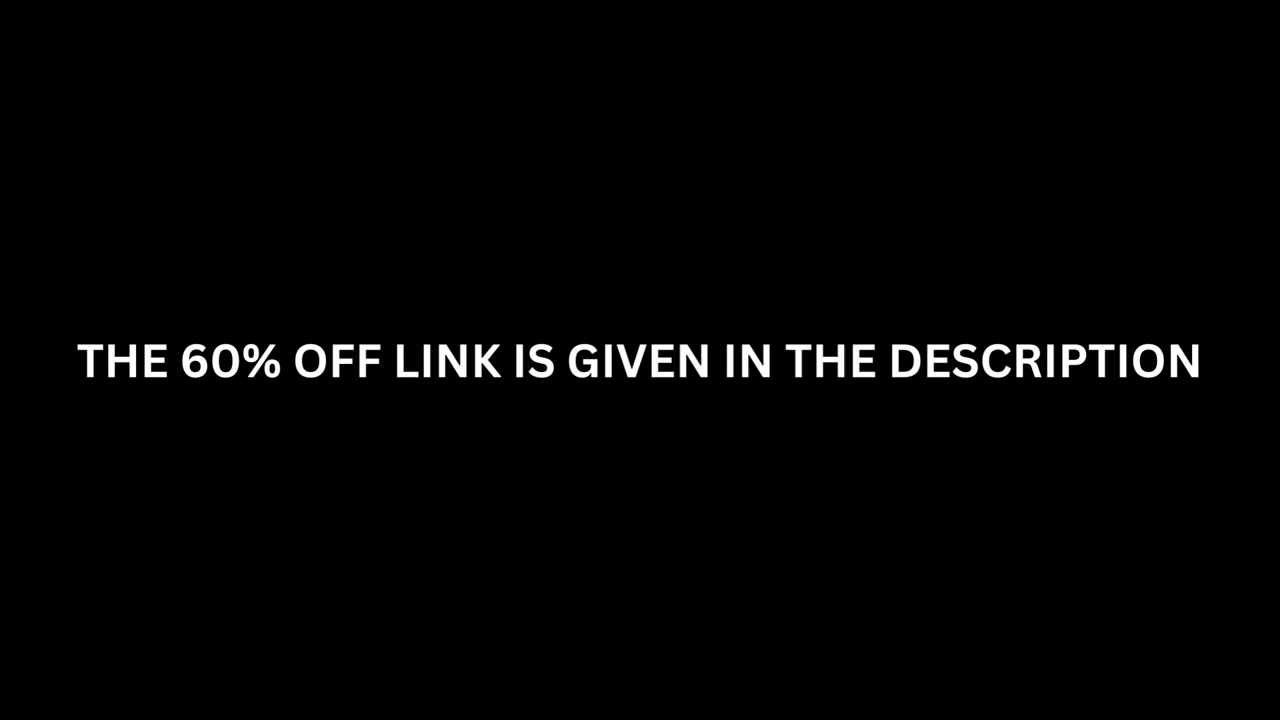 THE 60% OFF LINK IS GIVEN IN THE DESCRIPTION